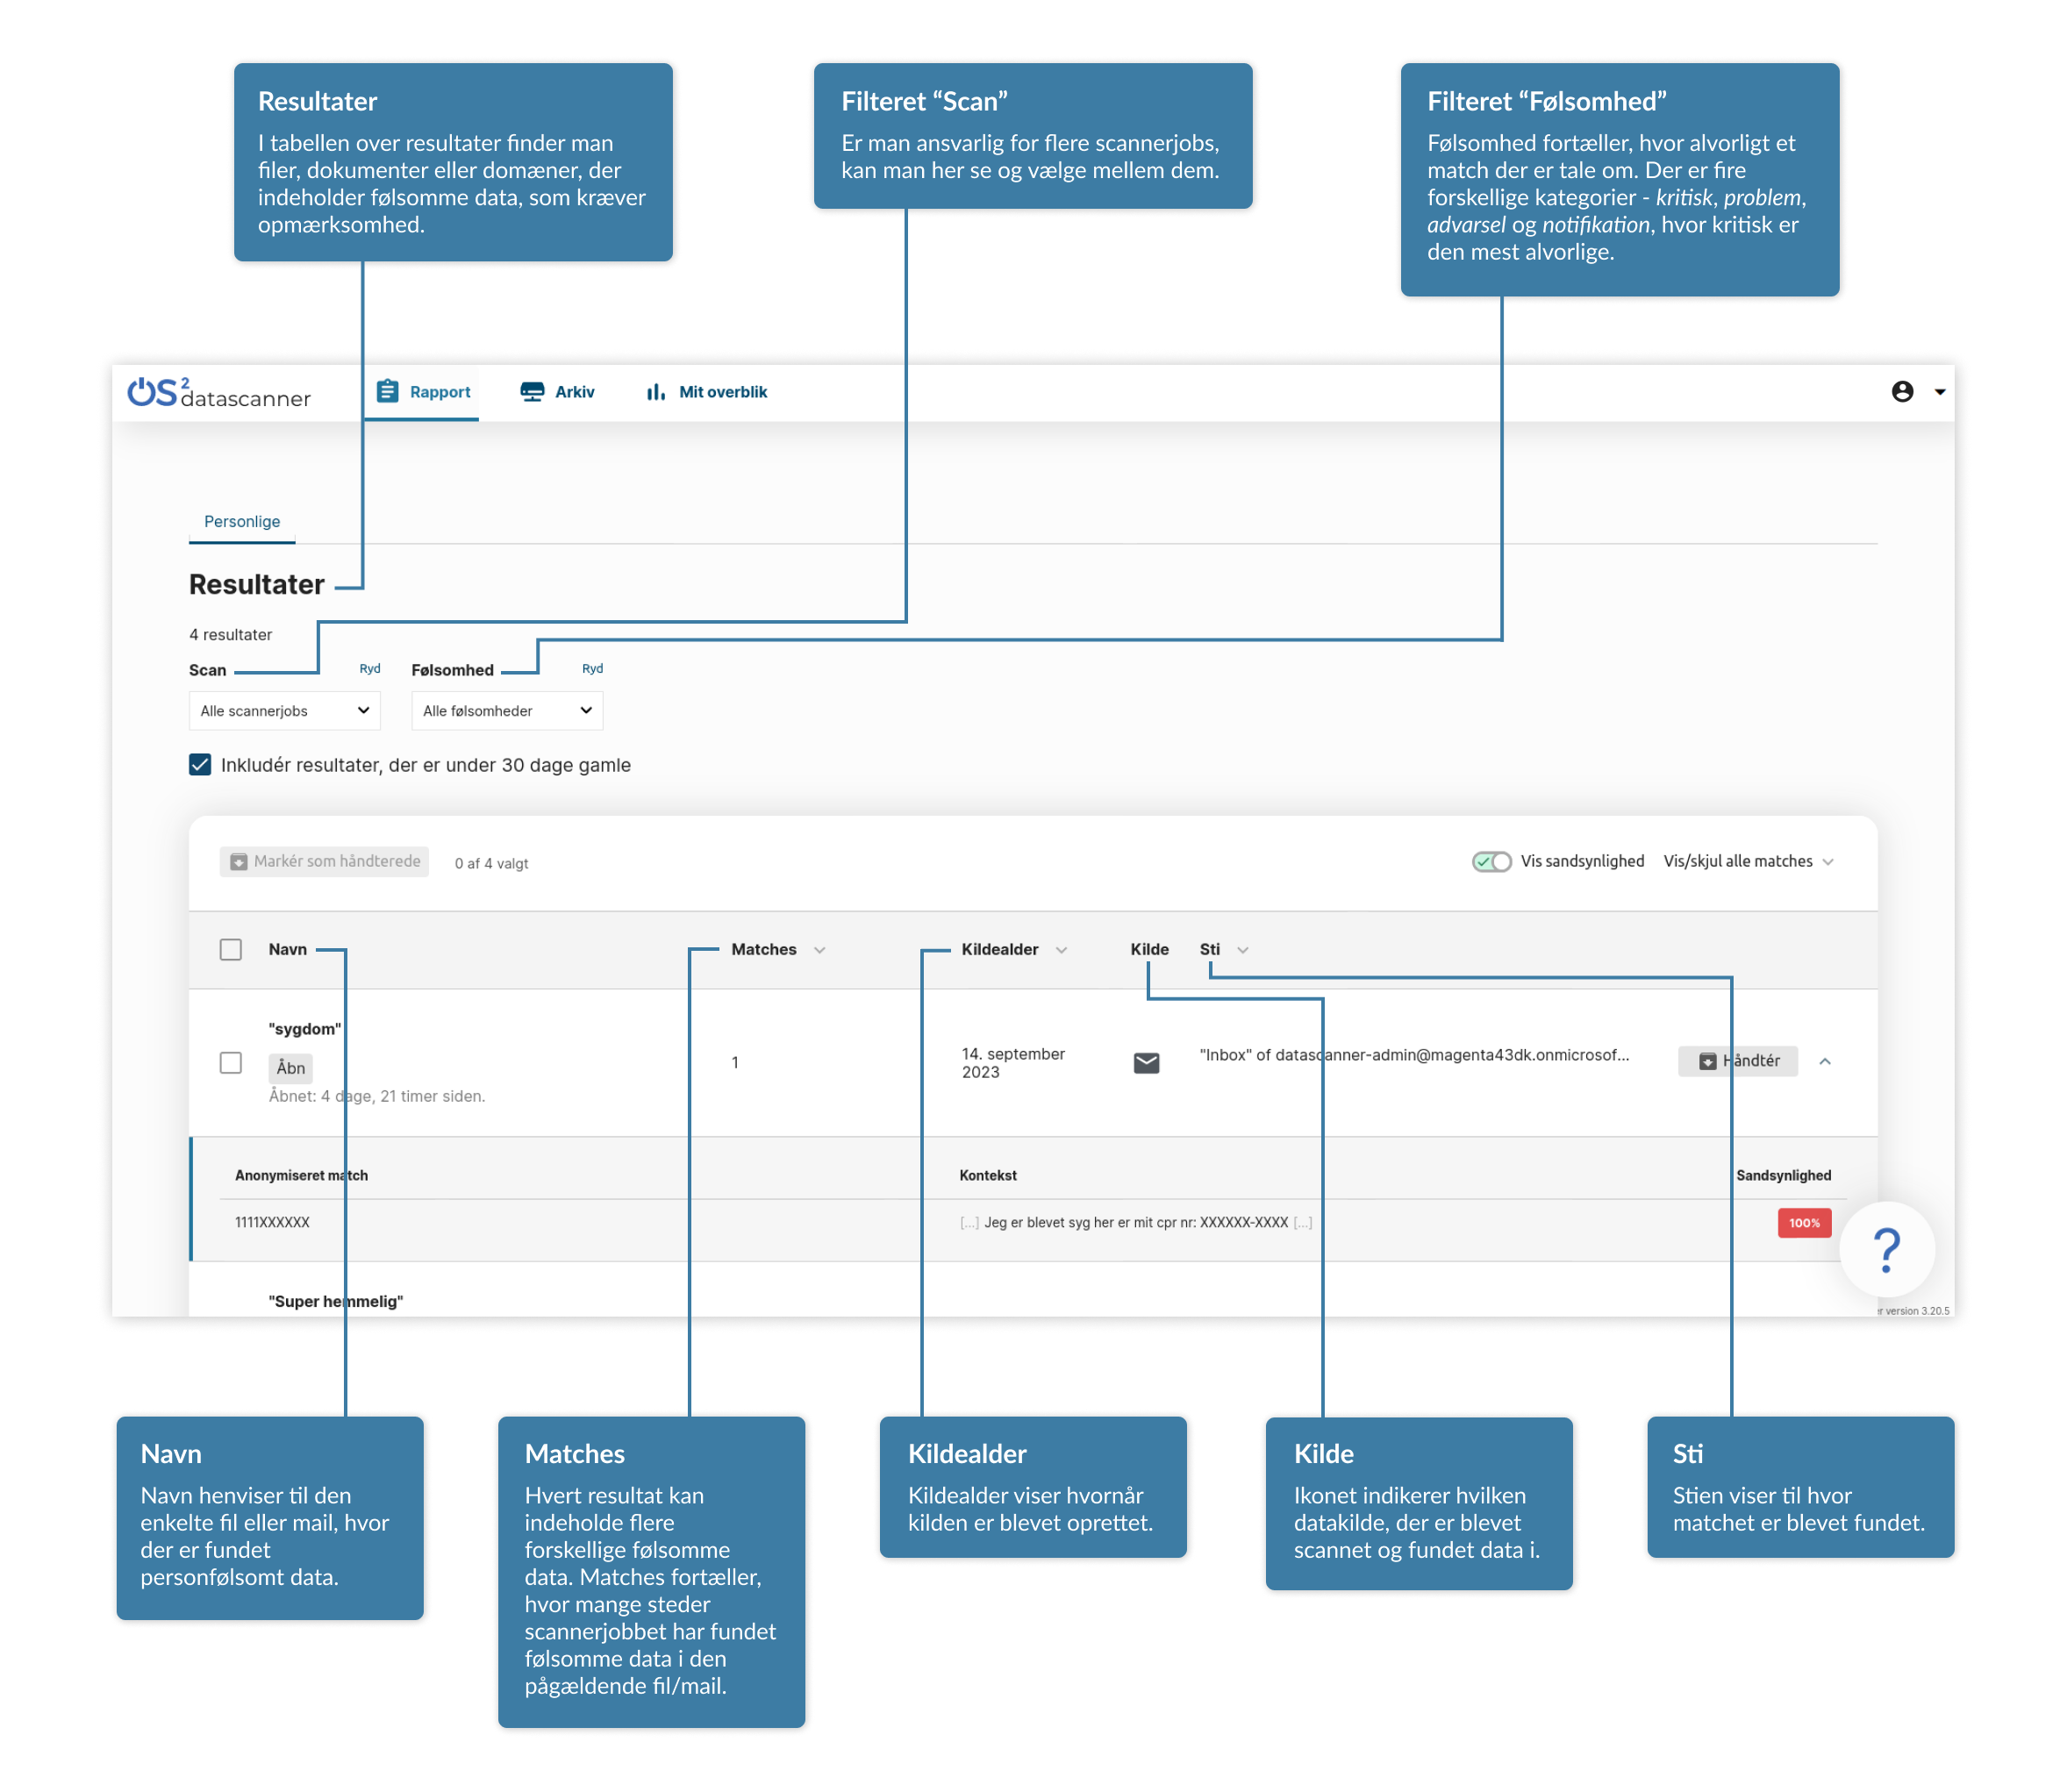 Resultater
I tabellen over resultater finder man
filer, dokumenter eller domæner, der
indeholder følsomme data, som kræver
opmærksomhed.
Filteret “Scan”
Er man ansvarlig for flere scannerjobs,
kan man her se og vælge mellem dem.
Filteret “Følsomhed”
Følsomhed fortæller, hvor alvorligt et
match der er tale om. Der er fire
forskellige kategorier - kritisk, problem,
advarsel og notifikation, hvor kritisk er
den mest alvorlige.
OS2datascanner
Rapport
Arkiv
Mit overblik
Personlige
Resultater
4 resultater
Scan Ryd Følsomhed Ryd
Alle scannerjobs Alle følsomheder
Inkludér resultater, der er under 30 dage gamle
Markér som håndterede 0 af 4 valgt Vis sandsynlighed Vis/skjul alle matches
Navn Matches Kildealder Kilde Sti
"sygdom"
Åbn
Åbnet: 4 dage, 21 timer siden.
1
14. september
2023
"Inbox" of datascanner-admin@magenta43dk.onmicrosof...
Håndtér
Anonymiseret match Kontekst Sandsynlighed
1111XXXXXX [...] Jeg er blevet syg her er mit cpr nr: XXXXXX-XXXX [...] 100%
?
"Super hemmelig"
version 3.20.5
Navn
Navn henviser til den
enkelte fil eller mail, hvor
der er fundet
personfølsomt data.
Matches
Hvert resultat kan
indeholde flere
forskellige følsomme
data. Matches fortæller,
hvor mange steder
scannerjobbet har fundet
følsomme data i den
pågældende fil/mail.
Kildealder
Kildealder viser hvornår
kilden er blevet oprettet.
Kilde
Ikonet indikerer hvilken
datakilde, der er blevet
scannet og fundet data i.
Sti
Stien viser til hvor
matchet er blevet fundet.